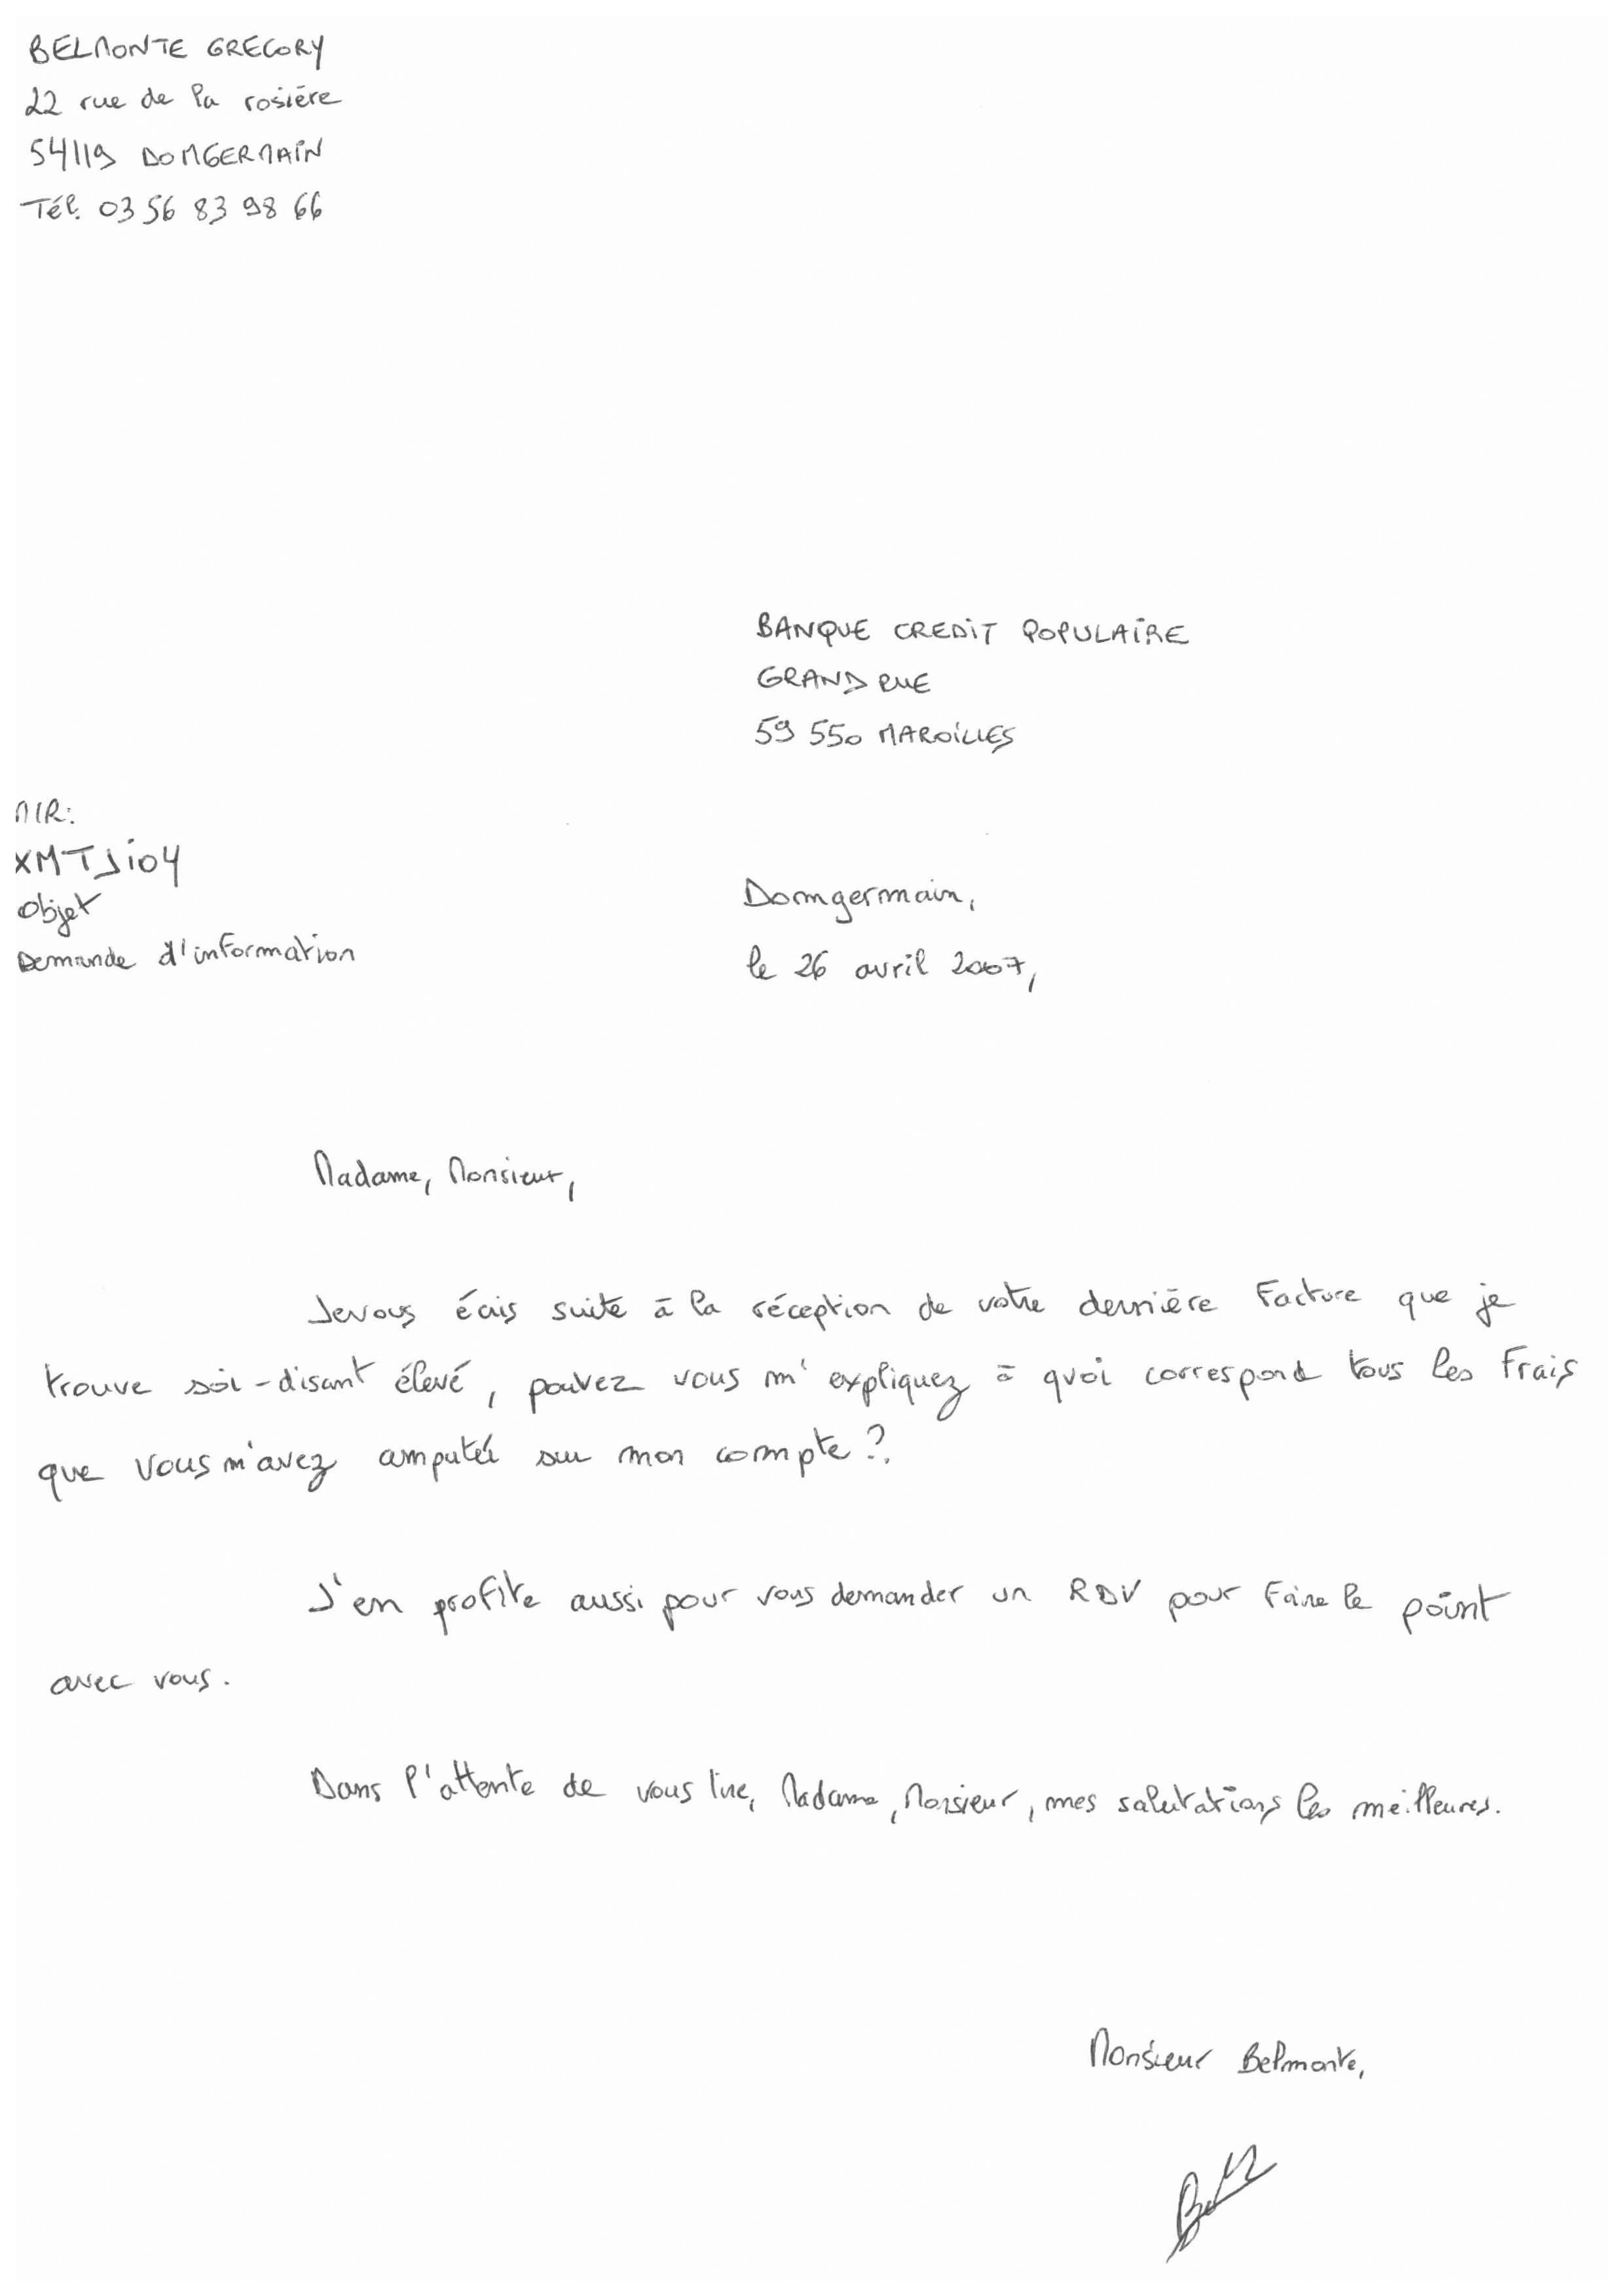 BELMONTE GREGORY
22 rue de la rosière
54119 DOMGERMAIN
Tél. 03 56 83 98 66
BANQUE CREDIT POPULAIRE
GRAND RUE
59 550 MAROILLES
XMTJi04
Objet
Demande d'information
Domgermain,
le 26 avril 2007,
Madame, Monsieur,
Je vous écris suite à la réception de votre dernière Facture que je
trouve soi-disant élevé, pouvez vous m'expliquez à quoi correspond tous les Frais
que vous m'avez amputés sur mon compte ?
J'en profite aussi pour vous demander un RDV pour Faire le point
avec vous.
Dans l'attente de vous lire, Madame, Monsieur, mes salutations les meilleures.
Monsieur Belmonte,